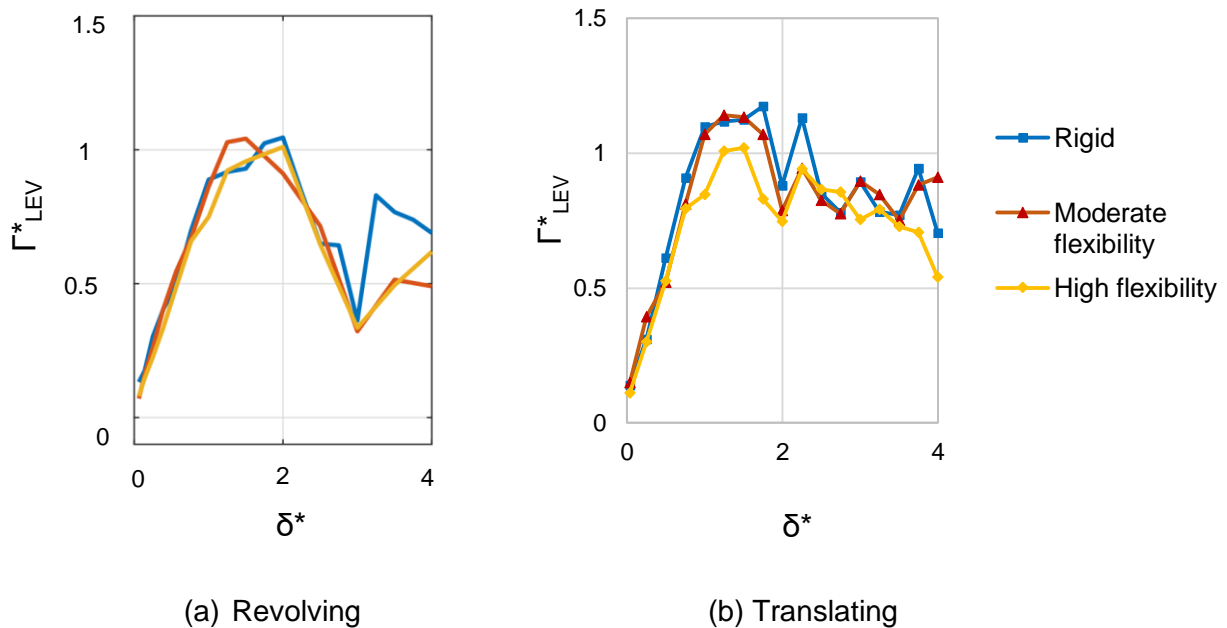 1.5
1
0.5
0
Γ*LEV
0
2
4
δ*
(a) Revolving
1.5
1
0.5
0
Γ*LEV
0
2
4
δ*
(b) Translating
Rigid
Moderate
flexibility
High flexibility